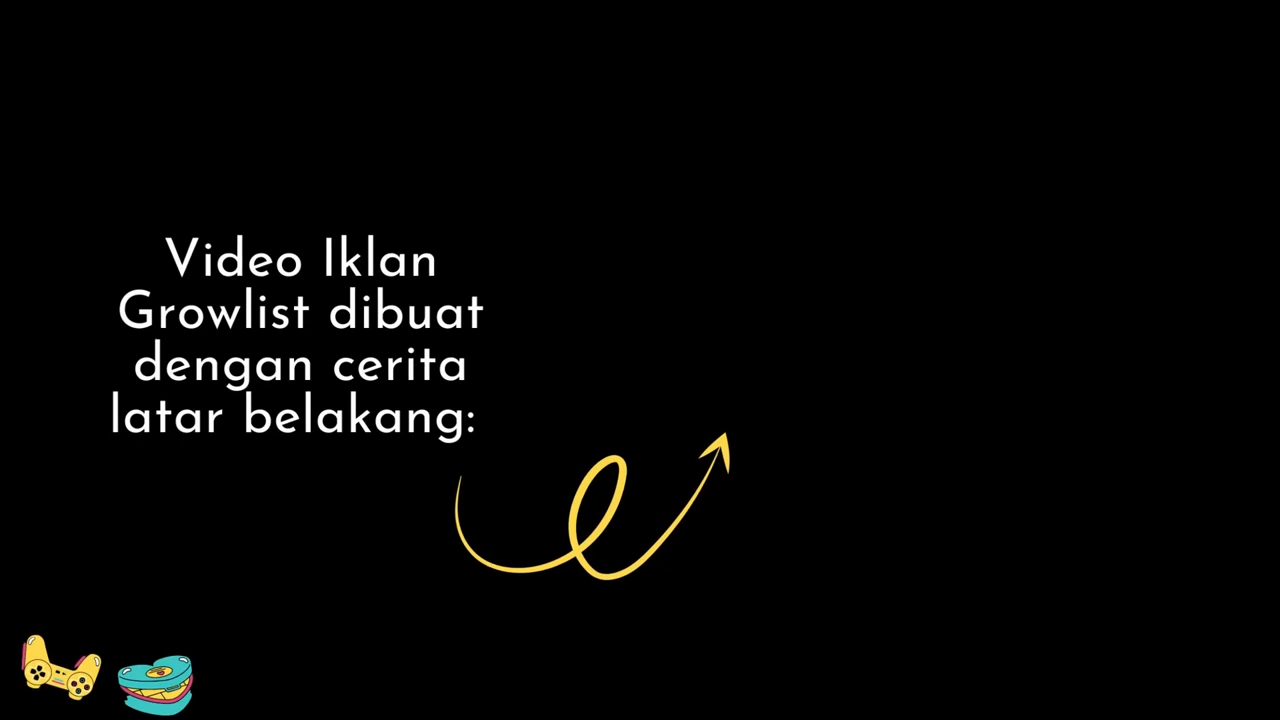 Video Iklan
Growlist dibuat
dengan cerita
latar belakang: